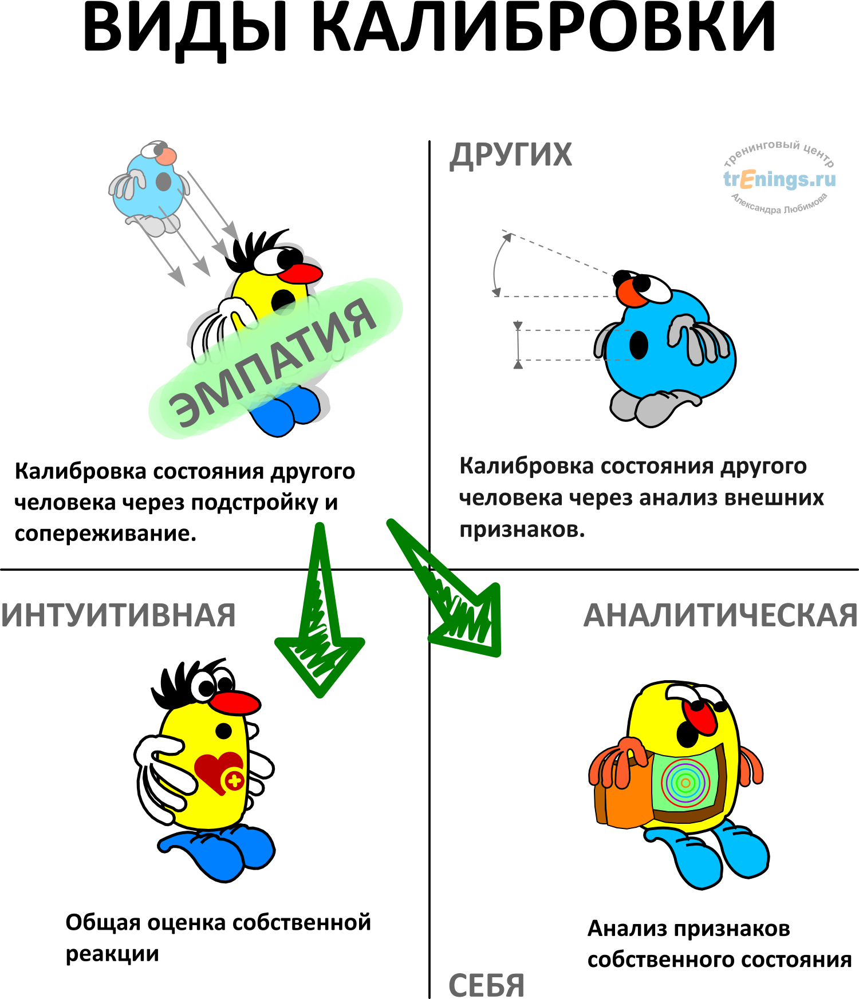 ВИДЫ КАЛИБРОВКИ
ДРУГИХ
тренинговый центр
trEnings.ru
Александра Любимова
ЭМПАТИЯ
Калибровка состояния другого
человека через подстройку и
сопереживание.
Калибровка состояния другого
человека через анализ внешних
признаков.
ИНТУИТИВНАЯ
АНАЛИТИЧЕСКАЯ
Общая оценка собственной
реакции
Анализ признаков
собственного состояния
СЕБЯ